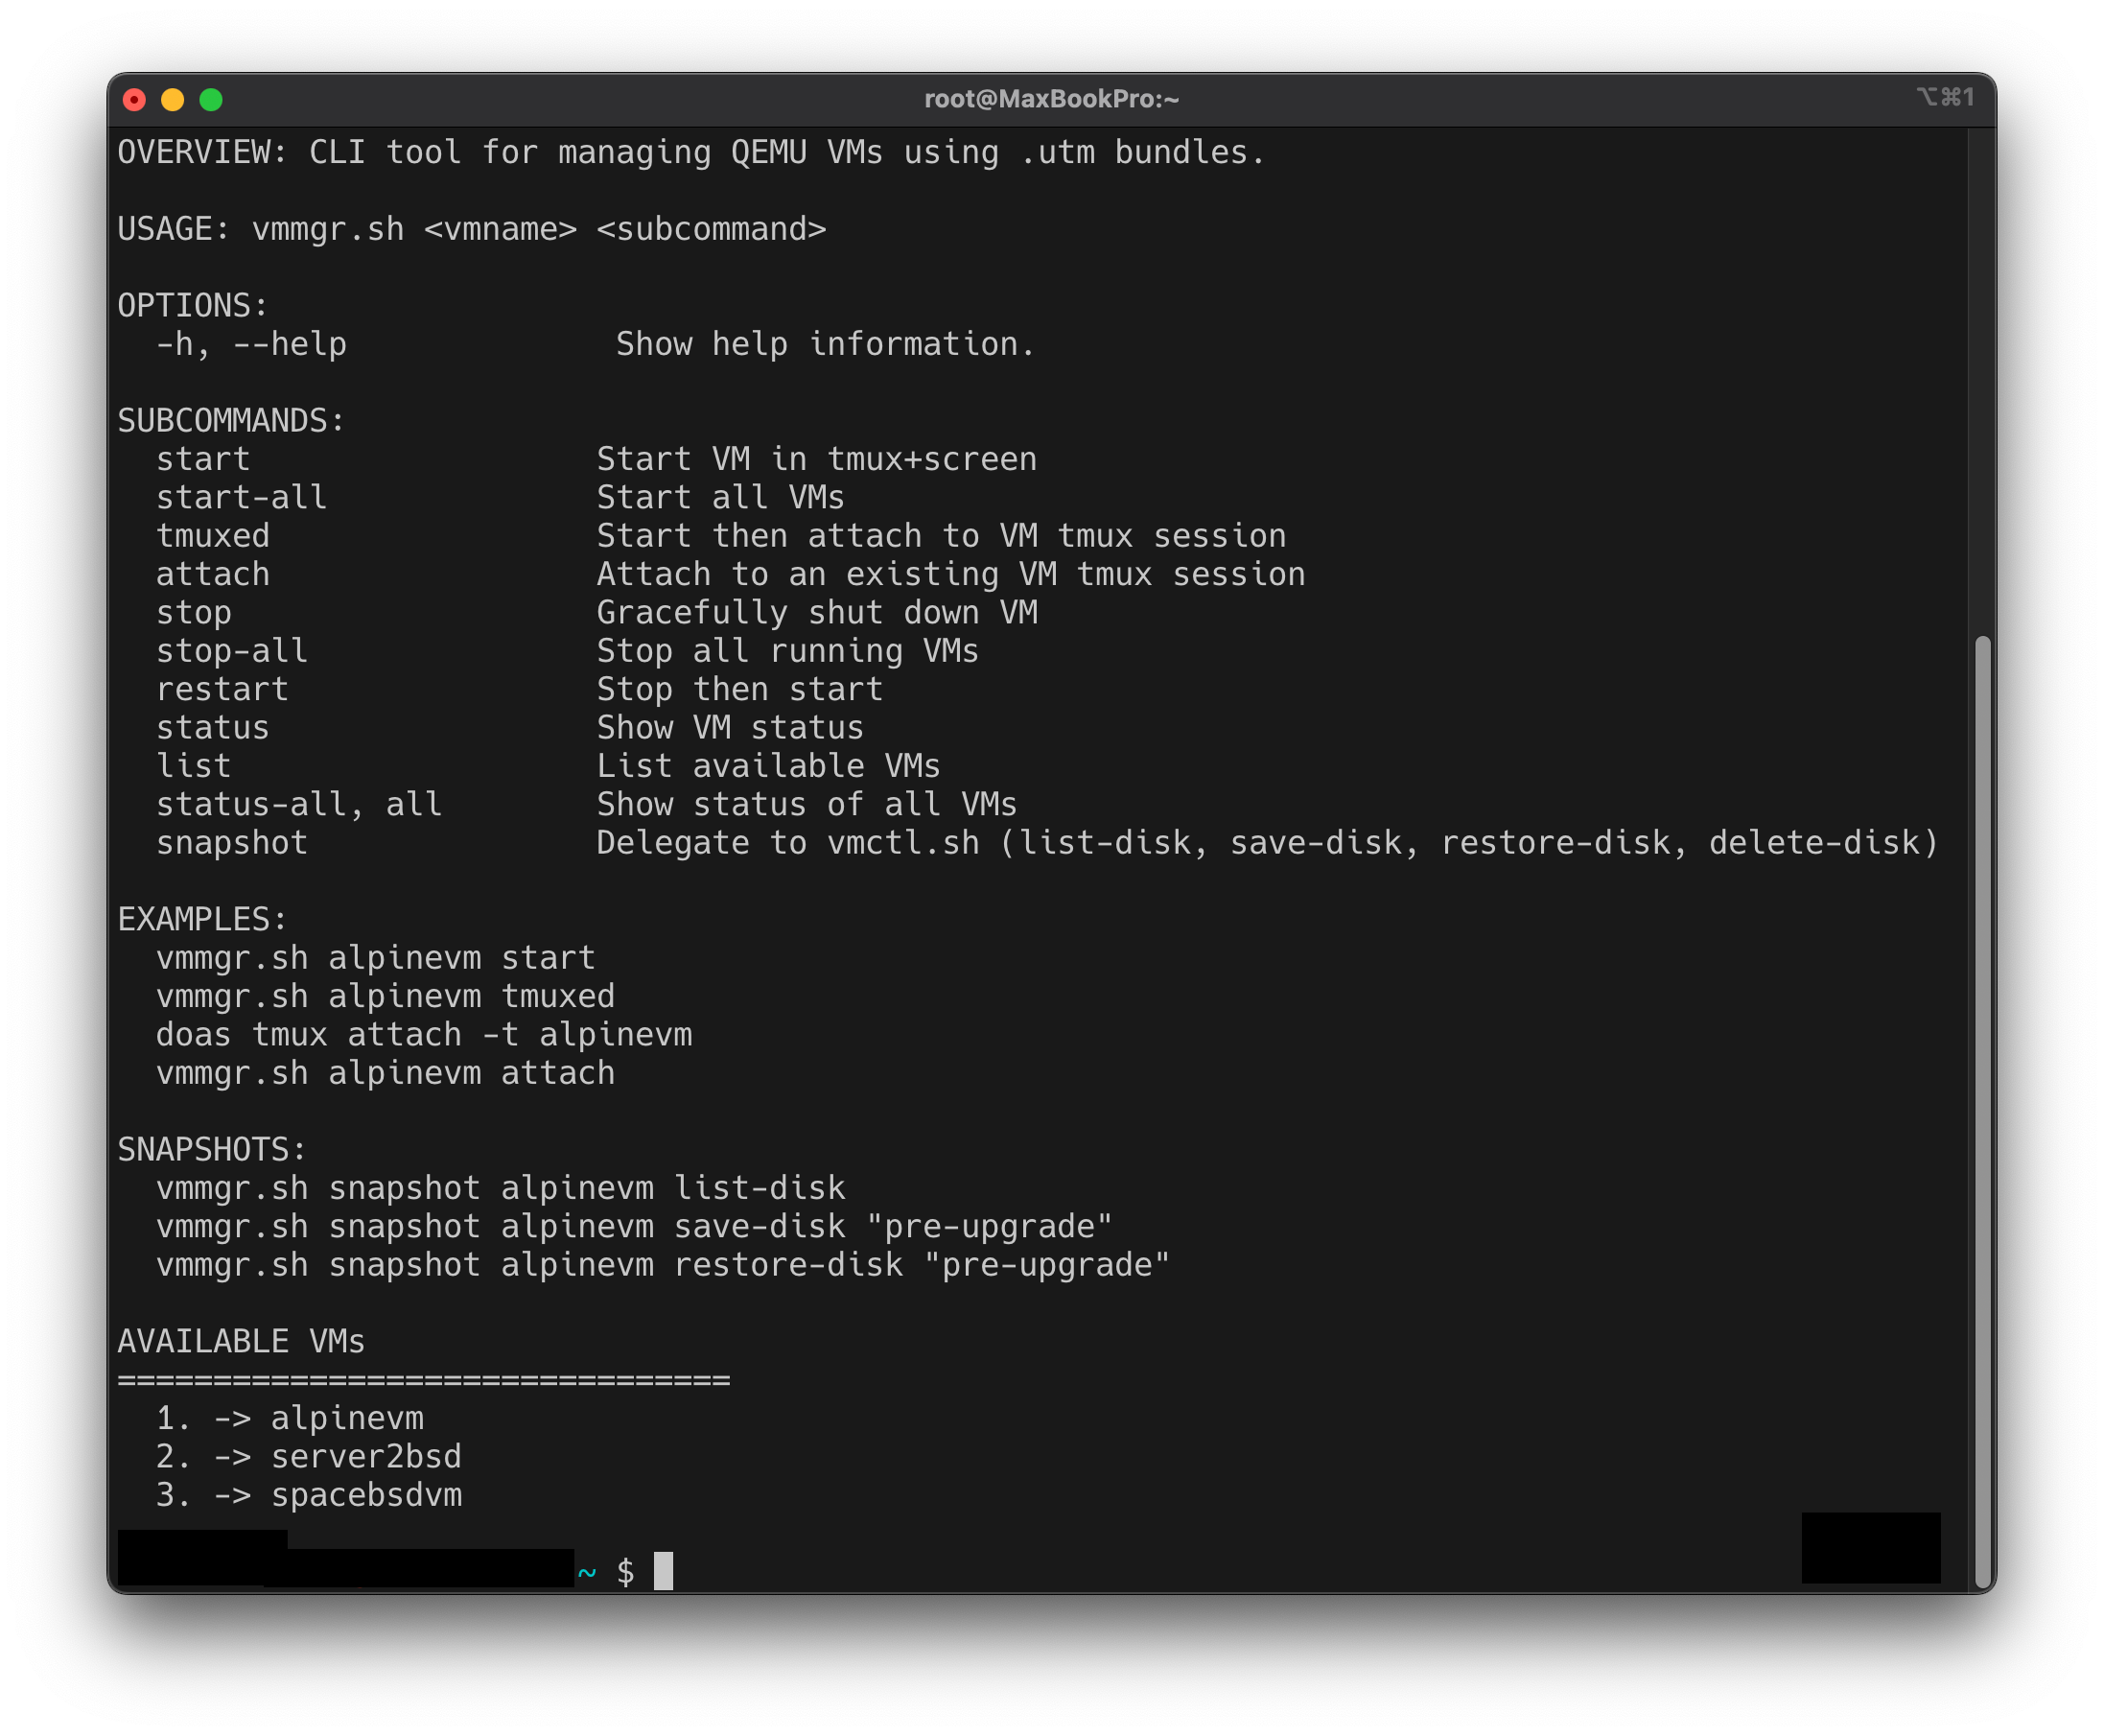 root@MaxBookPro:~
⌥⌘1
OVERVIEW: CLI tool for managing QEMU VMs using .utm bundles.
USAGE: vmmgr.sh <vmname> <subcommand>
OPTIONS:
  -h, --help              Show help information.
SUBCOMMANDS:
  start                  Start VM in tmux+screen
  start-all              Start all VMs
  tmuxed                 Start then attach to VM tmux session
  attach                 Attach to an existing VM tmux session
  stop                   Gracefully shut down VM
  stop-all               Stop all running VMs
  restart                Stop then start
  status                 Show VM status
  list                   List available VMs
  status-all, all        Show status of all VMs
  snapshot               Delegate to vmctl.sh (list-disk, save-disk, restore-disk, delete-disk)
EXAMPLES:
  vmmgr.sh alpinevm start
  vmmgr.sh alpinevm tmuxed
  doas tmux attach -t alpinevm
  vmmgr.sh alpinevm attach
SNAPSHOTS:
  vmmgr.sh snapshot alpinevm list-disk
  vmmgr.sh snapshot alpinevm save-disk "pre-upgrade"
  vmmgr.sh snapshot alpinevm restore-disk "pre-upgrade"
AVAILABLE VMs
================================
  1. -> alpinevm
  2. -> server2bsd
  3. -> spacebsdvm
~ $